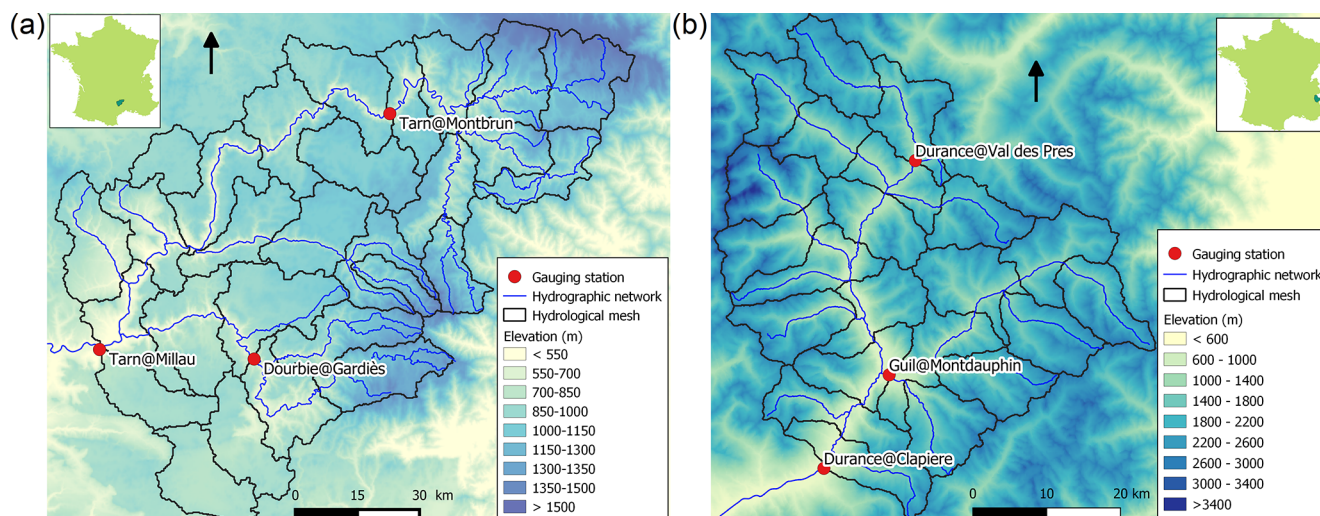 (a)
Tarn@Montbrun
Tarn@Millau
Dourbie@Gardiès
Gauging station
Hydrographic network
Hydrological mesh
Elevation (m)
< 550
550-700
700-850
850-1000
1000-1150
1150-1300
1300-1350
1350-1500
> 1500
0 15 30 km
(b)
Durance@Val des Pres
Guil@Montdauphin
Durance@Clapiere
Gauging station
Hydrographic network
Hydrological mesh
Elevation (m)
< 600
600 - 1000
1000 - 1400
1400 - 1800
1800 - 2200
2200 - 2600
2600 - 3000
3000 - 3400
>3400
0 10 20 km